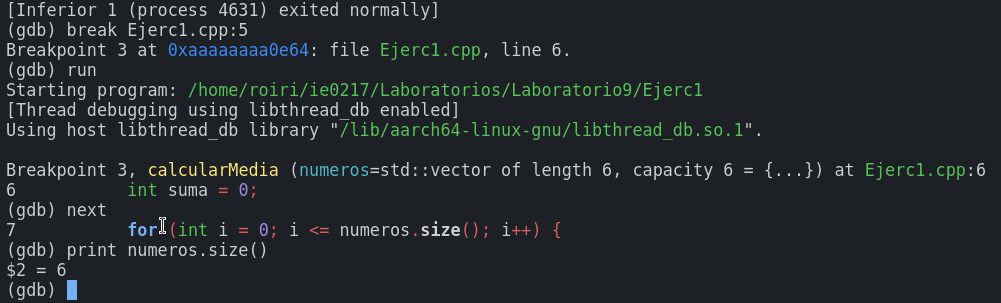 [Inferior 1 (process 4631) exited normally]
(gdb) break Ejerc1.cpp:5
Breakpoint 3 at 0xaaaaaaaa0e64: file Ejerc1.cpp, line 6.
(gdb) run
Starting program: /home/roiri/ie0217/Laboratorios/Laboratorio9/Ejerc1
[Thread debugging using libthread_db enabled]
Using host libthread_db library "/lib/aarch64-linux-gnu/libthread_db.so.1".

Breakpoint 3, calcularMedia (numeros=std::vector of length 6, capacity 6 = {...}) at Ejerc1.cpp:6
6           int suma = 0;
(gdb) next
7           for (int i = 0; i <= numeros.size(); i++) {
(gdb) print numeros.size()
$2 = 6
(gdb)